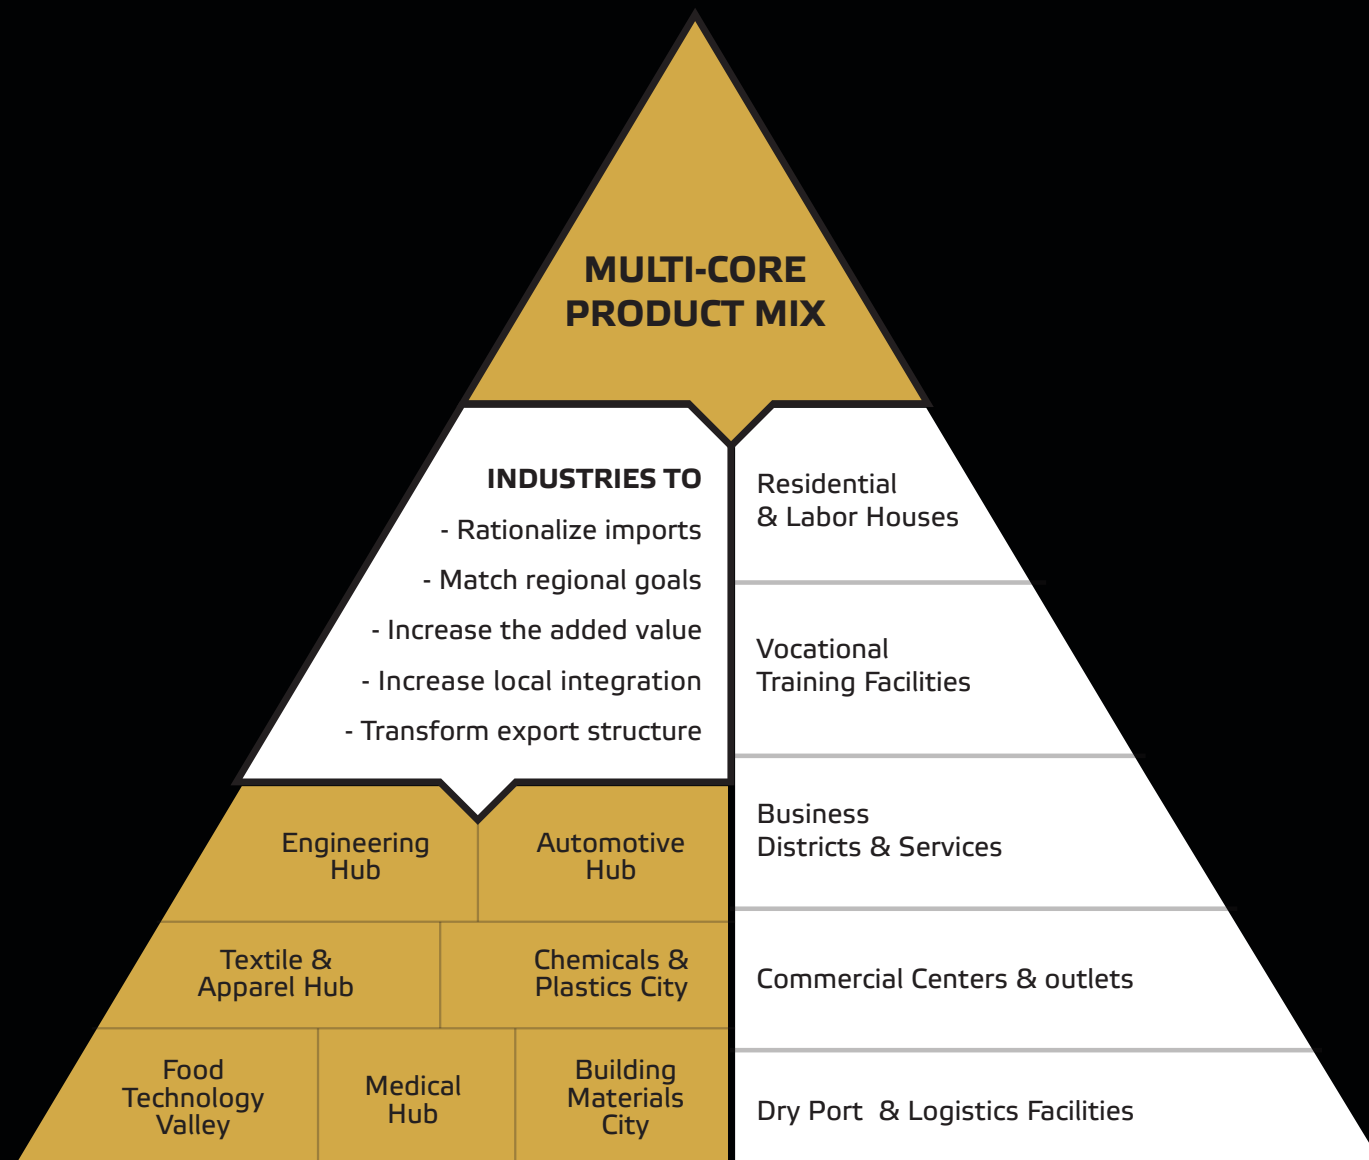 MULTI-CORE
PRODUCT MIX
INDUSTRIES TO
- Rationalize imports
- Match regional goals
- Increase the added value
- Increase local integration
- Transform export structure
Residential
& Labor Houses
Vocational
Training Facilities
Business
Districts & Services
Commercial Centers & outlets
Dry Port & Logistics Facilities
Engineering
Hub
Automotive
Hub
Textile &
Apparel Hub
Chemicals &
Plastics City
Food
Technology
Valley
Medical
Hub
Building
Materials
City